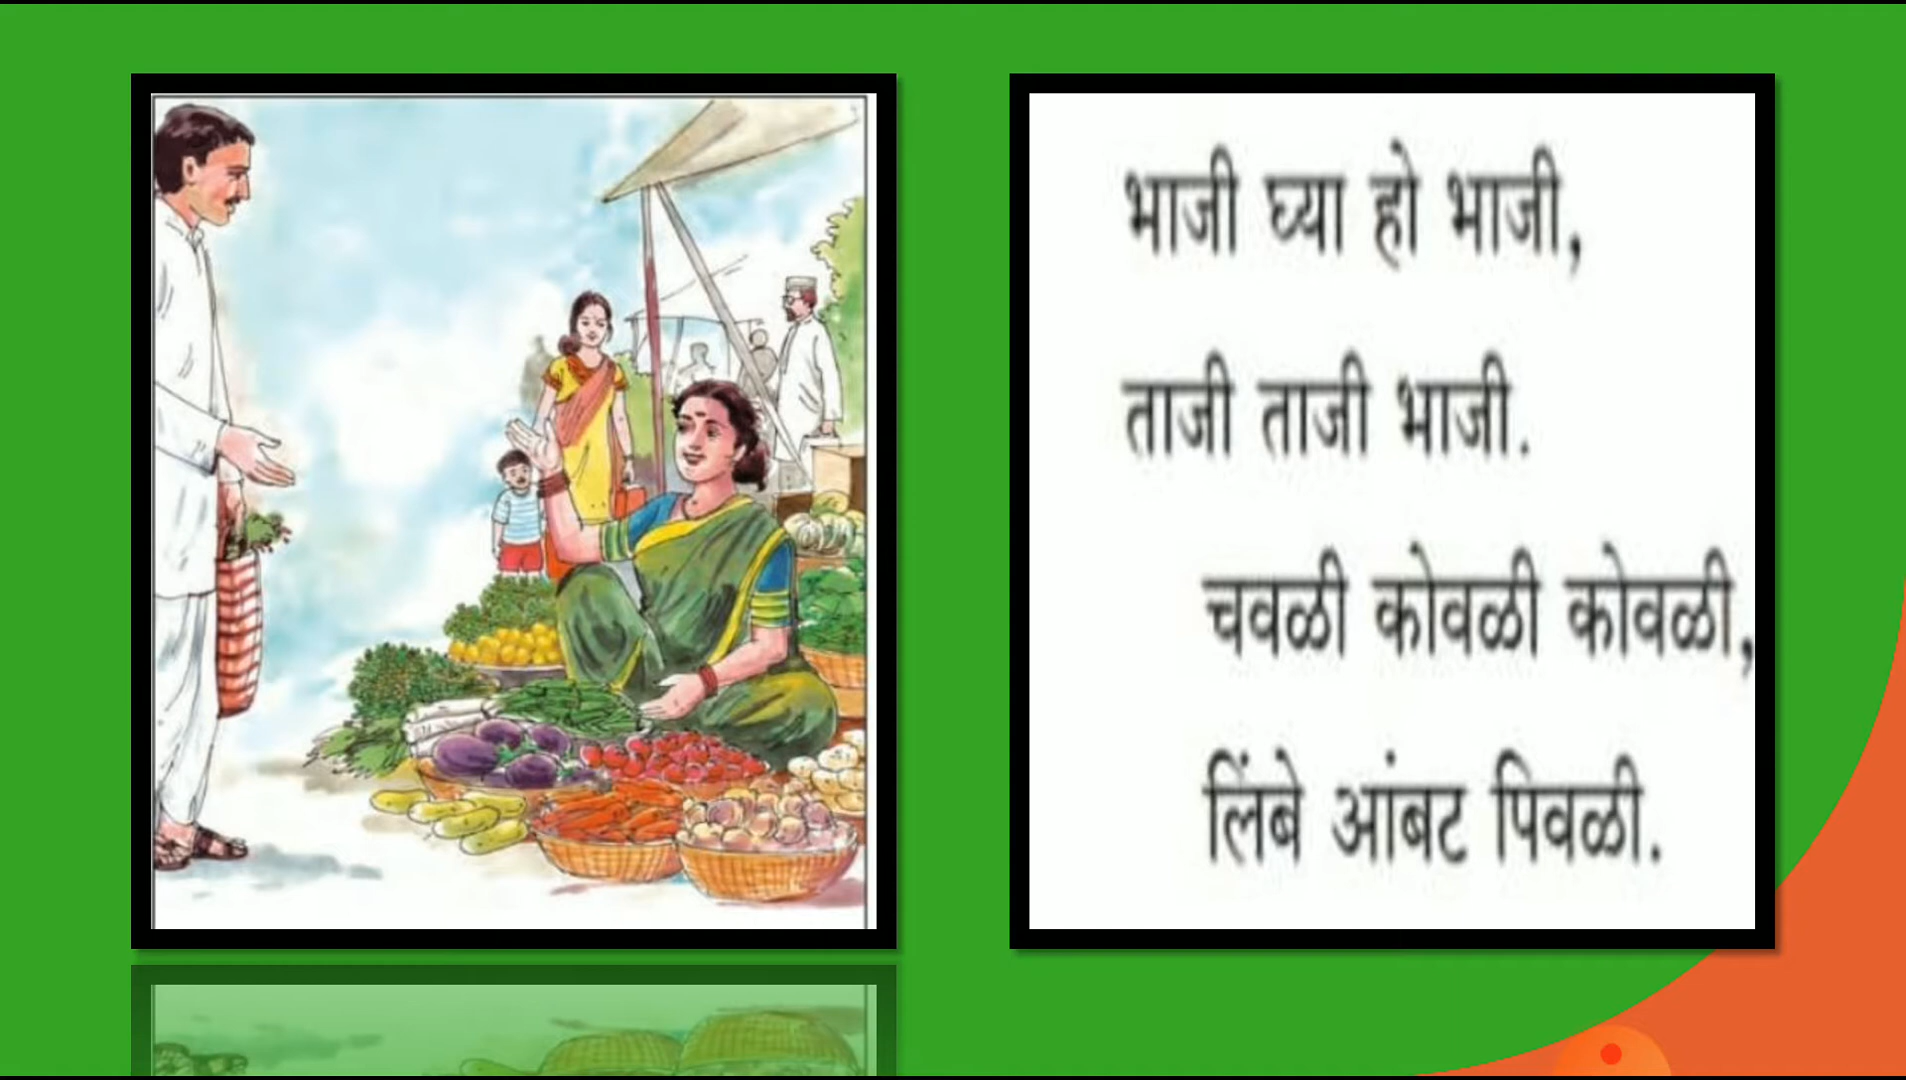 भाजी घ्या हो भाजी,
ताजी ताजी भाजी.
चवळी कोवळी कोवळी,
लिंबे आंबट पिवळी.